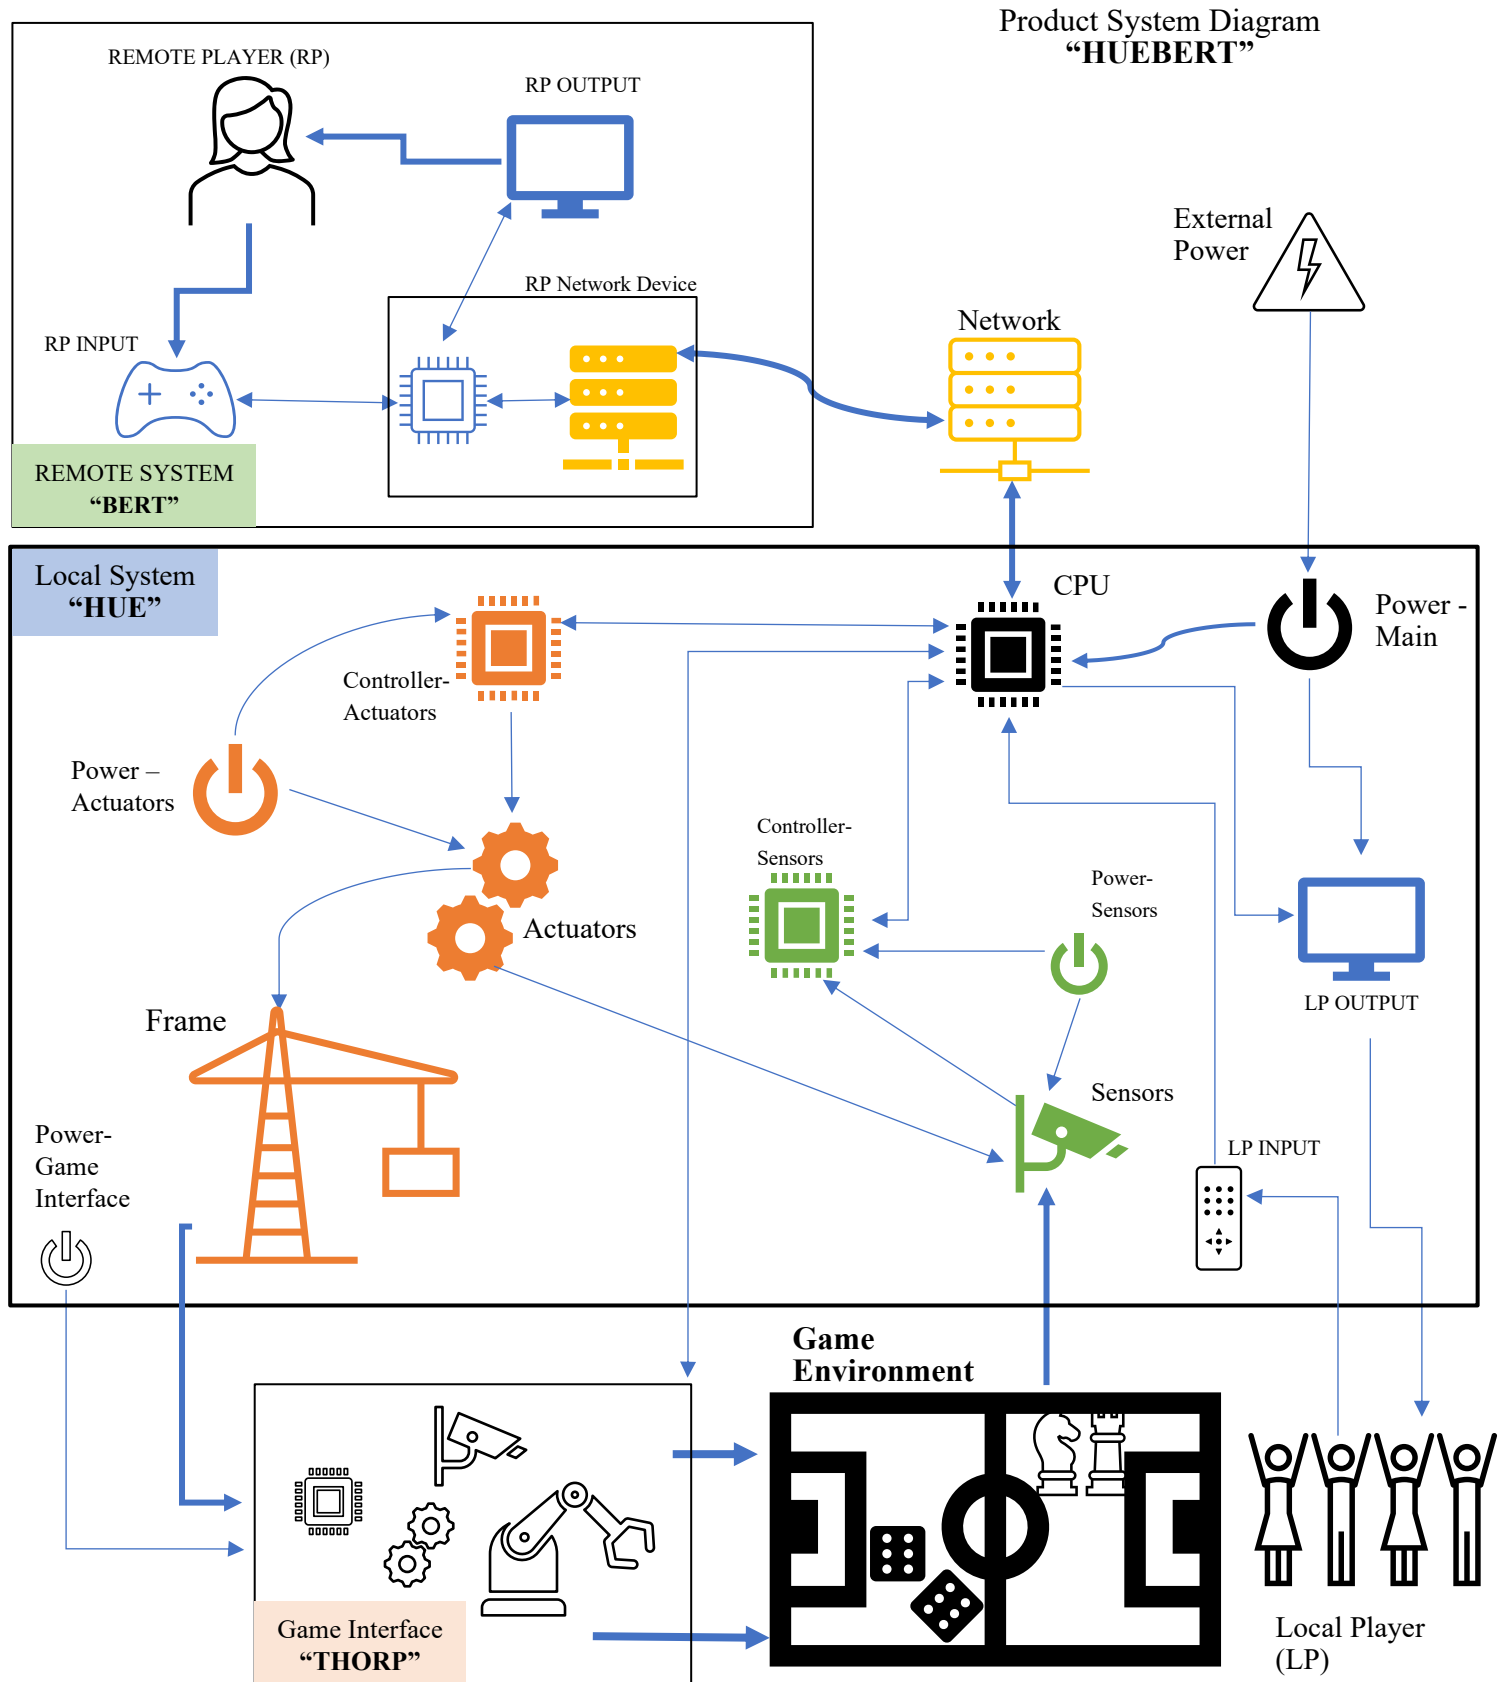 Product System Diagram
“HUEBERT”
REMOTE PLAYER (RP)
RP OUTPUT
External
Power
RP Network Device
Network
RP INPUT
REMOTE SYSTEM
“BERT”
Local System
“HUE”
CPU
Power -
Main
Controller-
Actuators
Power –
Actuators
Controller-
Sensors
Power-
Sensors
Actuators
LP OUTPUT
Frame
Sensors
Power-
Game
Interface
LP INPUT
Game
Environment
Game Interface
“THORP”
Local Player
(LP)